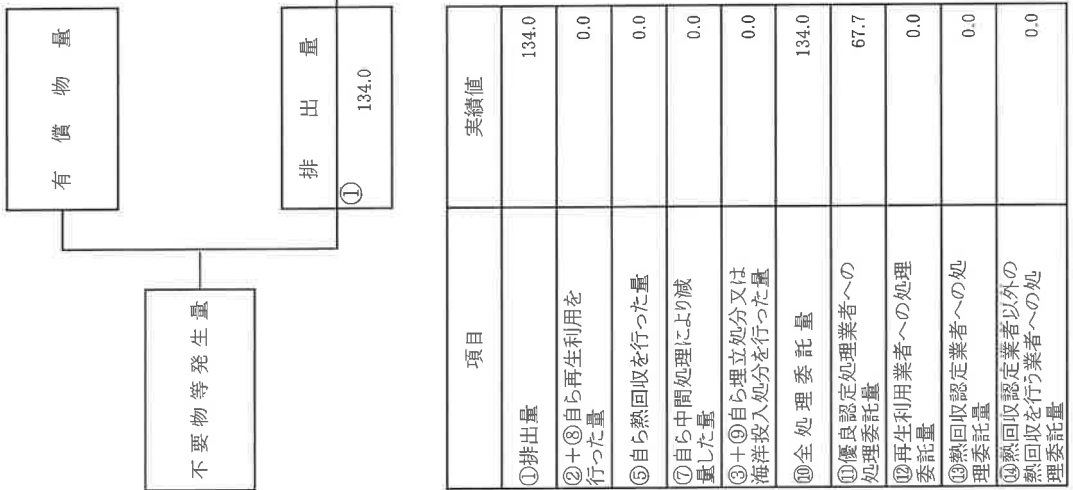 有償物量
排出量
①
134.0
不要物等発生量
項目
実績値
①排出量
134.0
②+⑧自ら再生利用を
行った量
0.0
⑤自ら熱回収を行った量
0.0
⑦自ら中間処理により減
量した量
0.0
③+⑨自ら埋立処分又は
海洋投入処分を行った量
0.0
⑩全処理委託量
134.0
⑪優良認定処理業者への
処理委託量
67.7
⑫再生利用業者への処理
委託量
0.0
⑬熱回収認定業者への処
理委託量
0.0
⑭熱回収認定業者以外の
熱回収を行う業者への処
理委託量
0.0